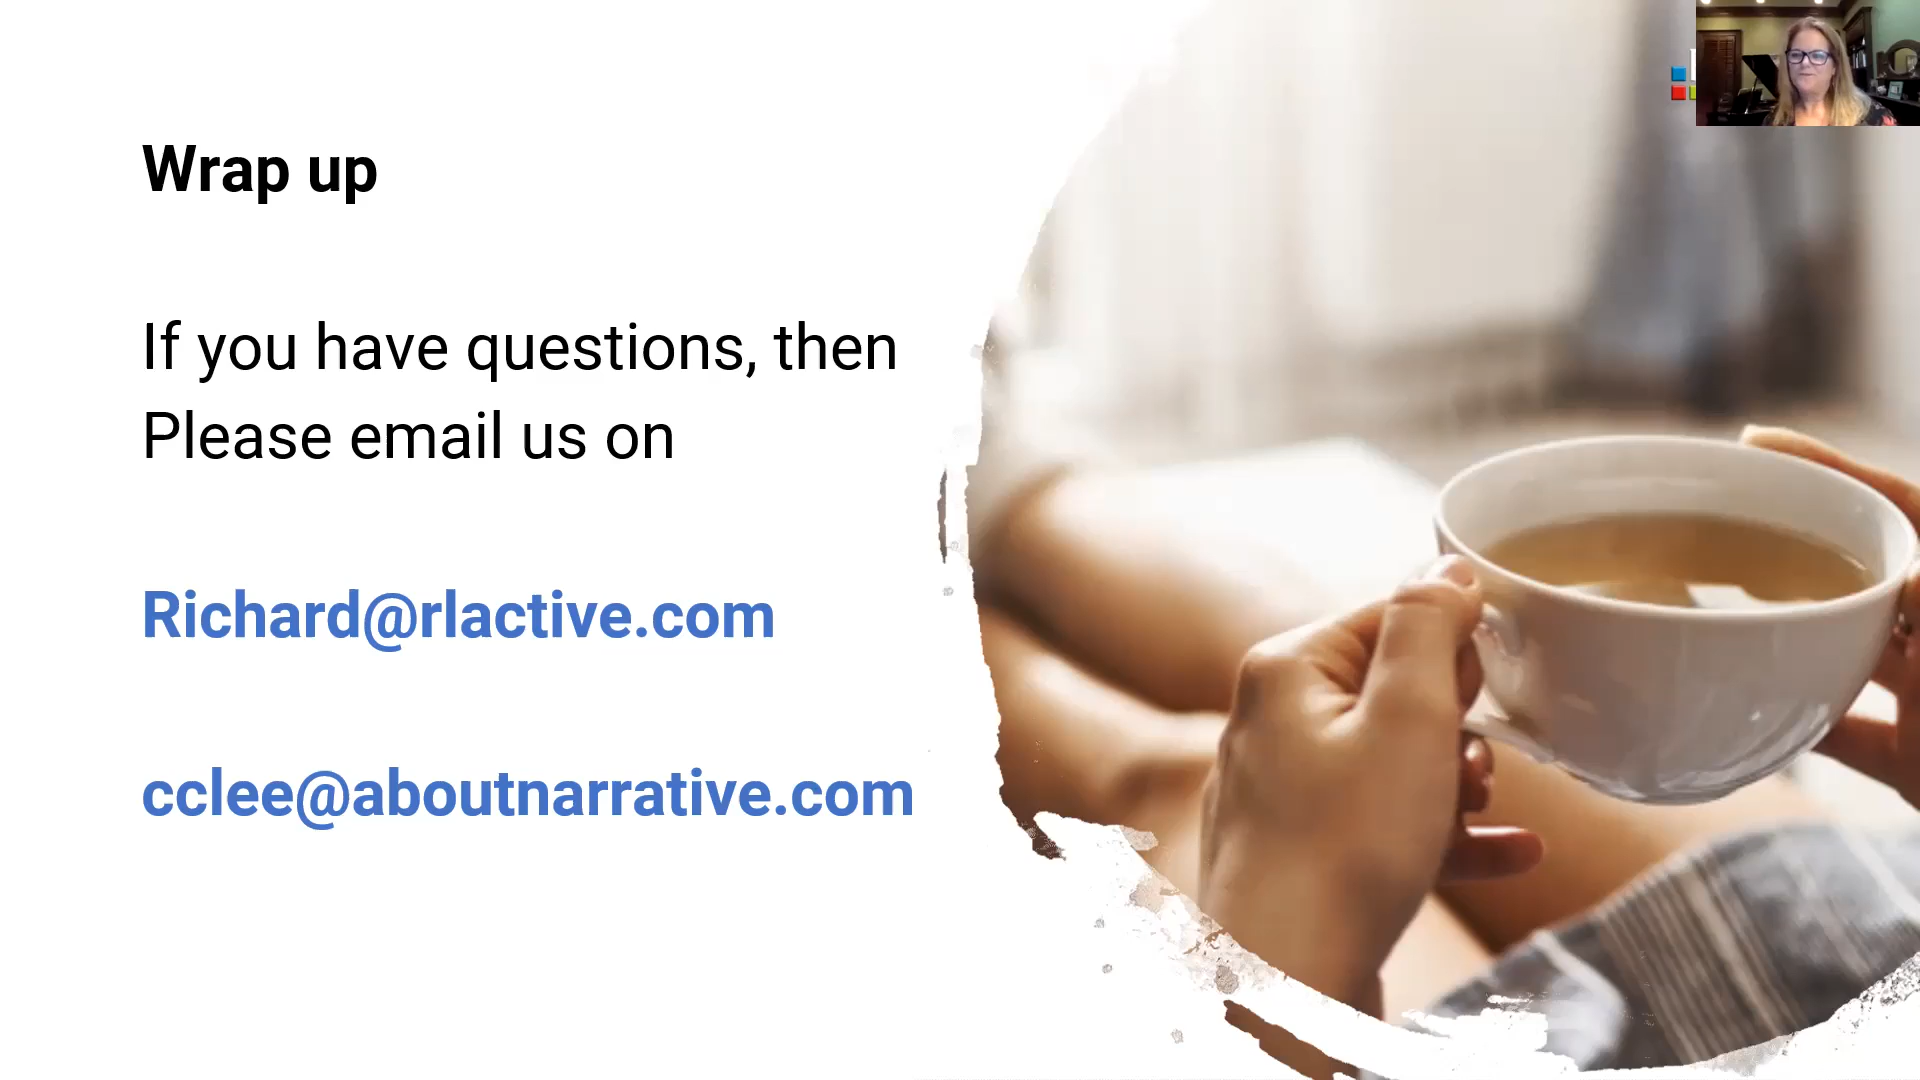 Wrap up
If you have questions, then
Please email us on
Richard@rlactive.com
cclee@aboutnarrative.com